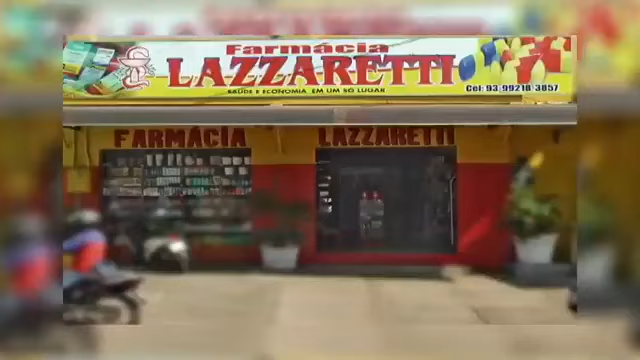 Farmácia
LAZZARETTI
SAÚDE E ECONOMIA EM UM SÓ LUGAR
Cel: 93-99218-3857
FARMÁCIA LAZZARETTI